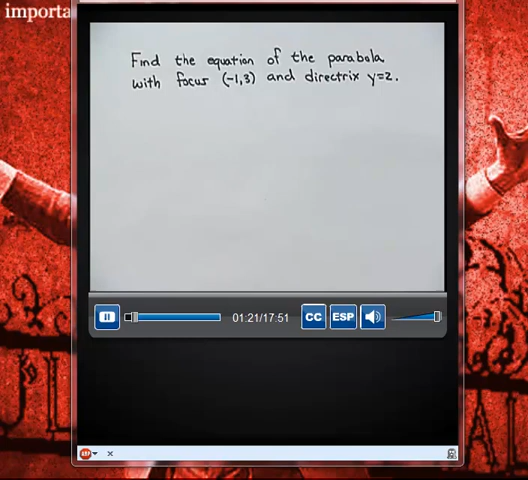 importa
Find the equation of the parabola
with focus (-1,3) and directrix y=2.
01:21/17:51
CC
ESP